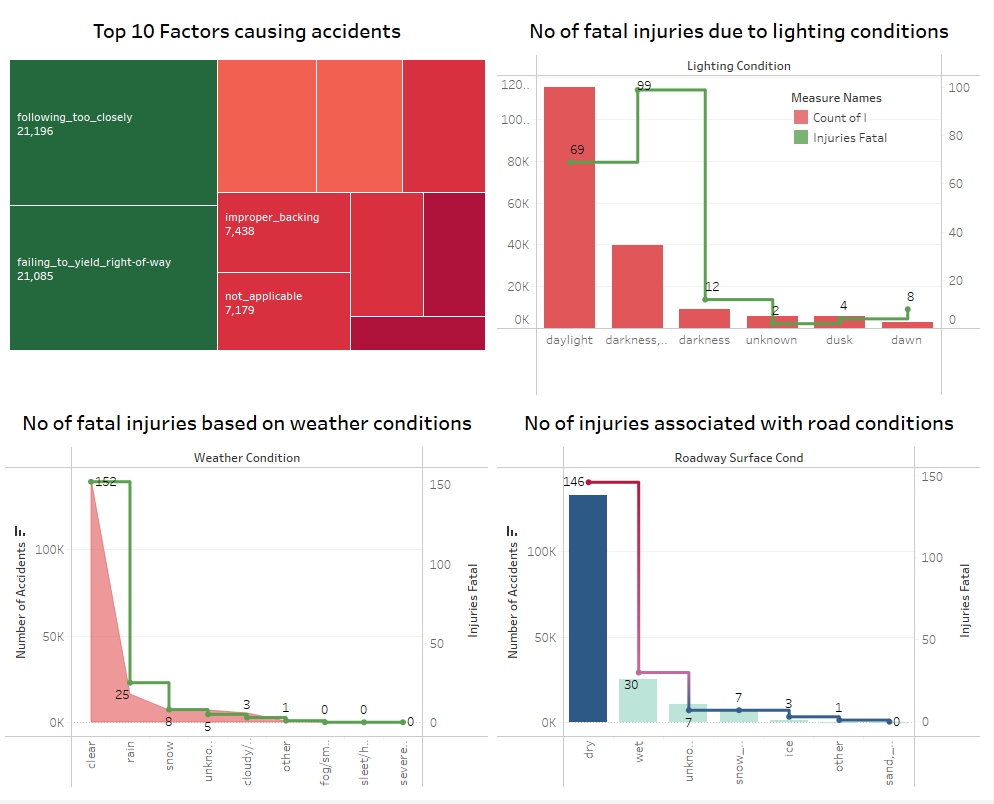 Top 10 Factors causing accidents
following_too_closely
21,196
failing_to_yield_right-of-way
21,085
improper_backing
7,438
not_applicable
7,179
No of fatal injuries due to lighting conditions
Lighting Condition
120..
100..
80K
60K
40K
20K
0K
100
80
60
40
20
0
Measure Names
Count of I
Injuries Fatal
69
99
12
2
4
8
daylight
darkness,..
darkness
unknown
dusk
dawn
No of fatal injuries based on weather conditions
Weather Condition
Number of Accidents
100K
50K
0K
150
100
50
0
Injuries Fatal
152
25
8
5
3
1
0
0
0
clear
rain
snow
unkno..
cloudy/..
other
fog/sm..
sleet/h..
severe..
No of injuries associated with road conditions
Roadway Surface Cond
Number of Accidents
100K
50K
0K
150
100
50
0
Injuries Fatal
146
30
7
7
3
1
0
dry
wet
unkno..
snow_..
ice
other
sand,_..